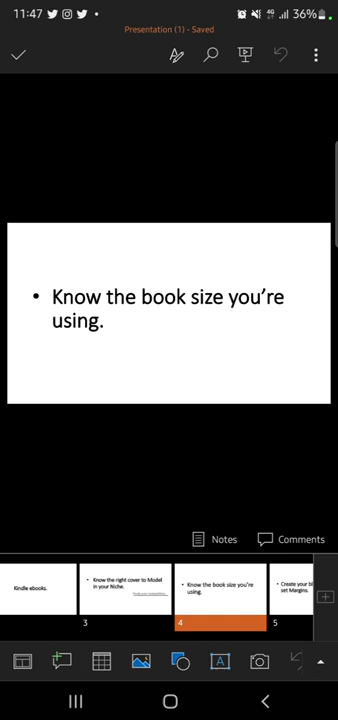 11:47
36%
Presentation (1) - Saved
• Know the book size you're
using.
Notes
Comments
Kindle ebooks.
• Know the right cover to Model
in your Niche.
• Know the book size you're
using.
• Create your bl
set Margins.
3
4
5